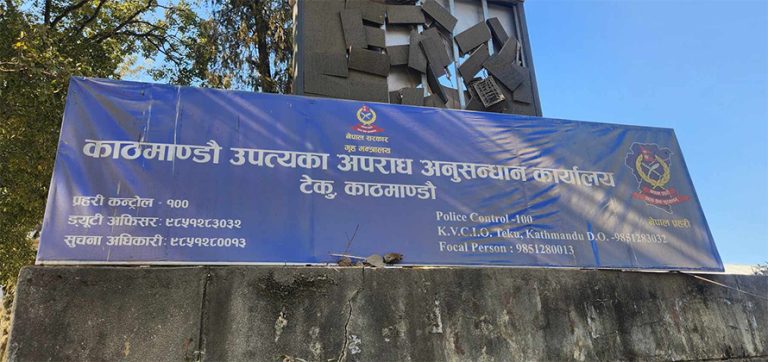 नेपाल सरकार
गृह मन्त्रालय
काठमाण्डौ उपत्यका अपराध अनुसन्धान कार्यालय
टेकु, काठमाण्डौ
प्रहरी कन्ट्रोल - १००
ड्यूटी अफिसर: ९८५१२८३०३२
सुचना अधिकारी: ९८५१२८००१३
Police Control -100
K.V.C.I.O. Teku, Kathmandu D.O. -9851283032
Focal Person : 9851280013
नेपाल प्रहरी